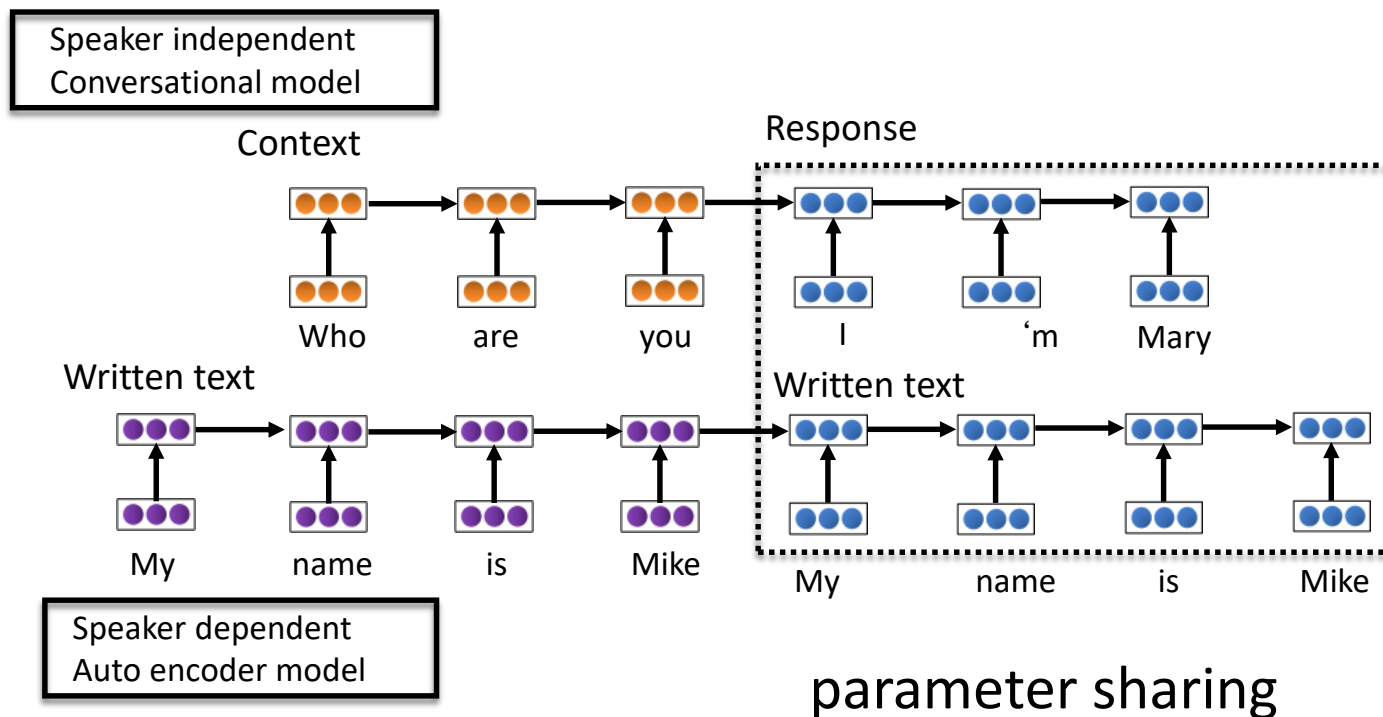 Speaker independent
Conversational model
Context
Response
Who are you I ‘m Mary
Written text
Written text
My name is Mike My name is Mike
Speaker dependent
Auto encoder model
parameter sharing